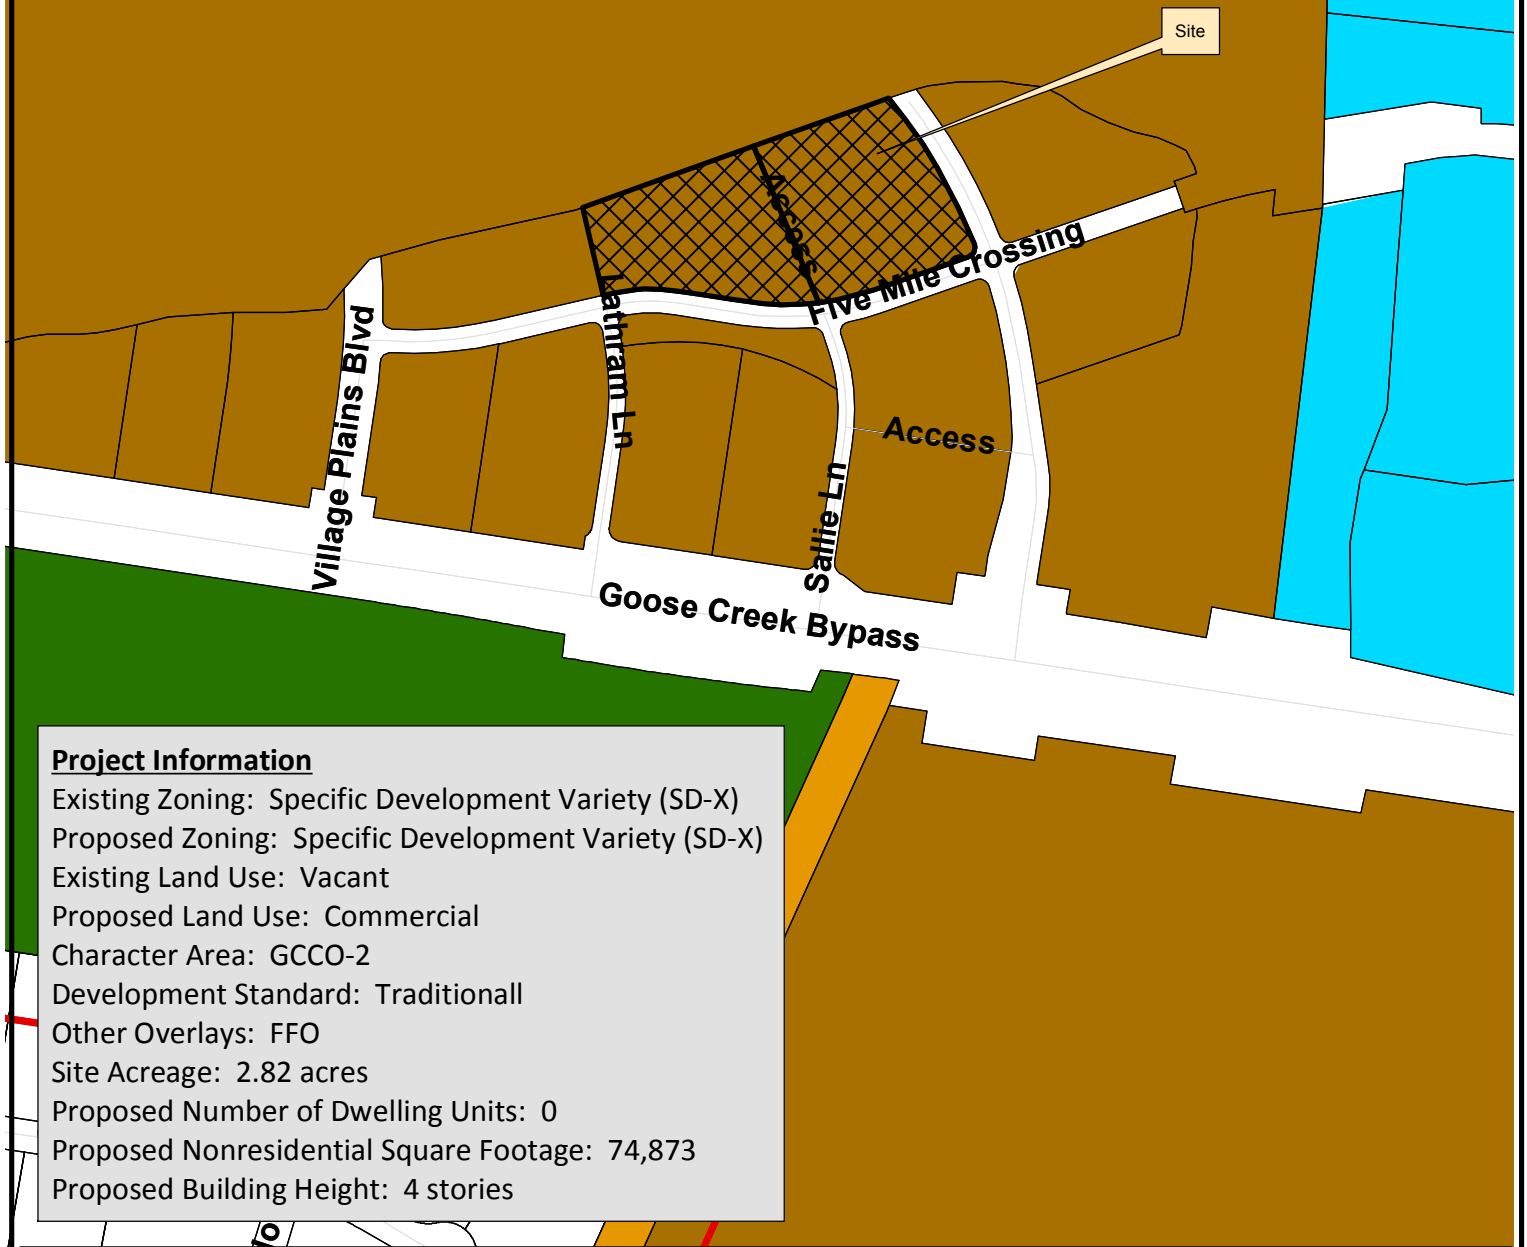 Site
Access
Five Mile Crossing
Lathram Ln
Village Plains Blvd
Access
Sallie Ln
Goose Creek Bypass
Project Information
Existing Zoning: Specific Development Variety (SD-X)
Proposed Zoning: Specific Development Variety (SD-X)
Existing Land Use: Vacant
Proposed Land Use: Commercial
Character Area: GCCO-2
Development Standard: Traditionall
Other Overlays: FFO
Site Acreage: 2.82 acres
Proposed Number of Dwelling Units: 0
Proposed Nonresidential Square Footage: 74,873
Proposed Building Height: 4 stories